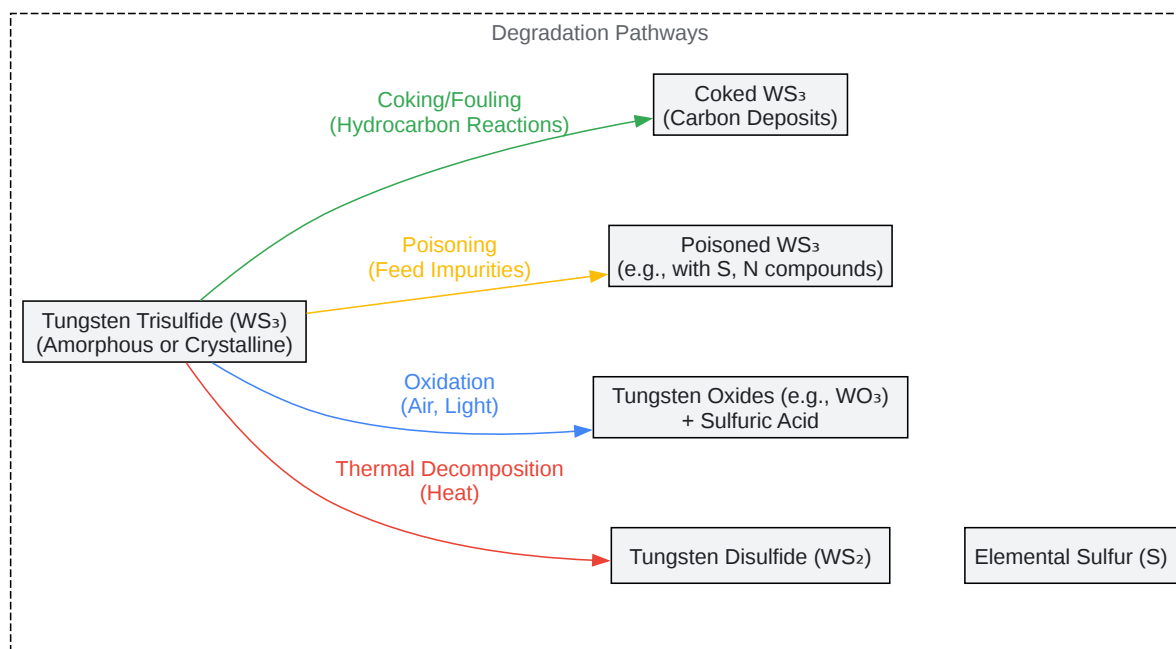 Degradation Pathways
Coking/Fouling
(Hydrocarbon Reactions)
Coked WS₃
(Carbon Deposits)
Poisoning
(Feed Impurities)
Poisoned WS₃
(e.g., with S, N compounds)
Tungsten Trisulfide (WS₃)
(Amorphous or Crystalline)
Oxidation
(Air, Light)
Tungsten Oxides (e.g., WO₃)
+ Sulfuric Acid
Thermal Decomposition
(Heat)
Tungsten Disulfide (WS₂)
Elemental Sulfur (S)